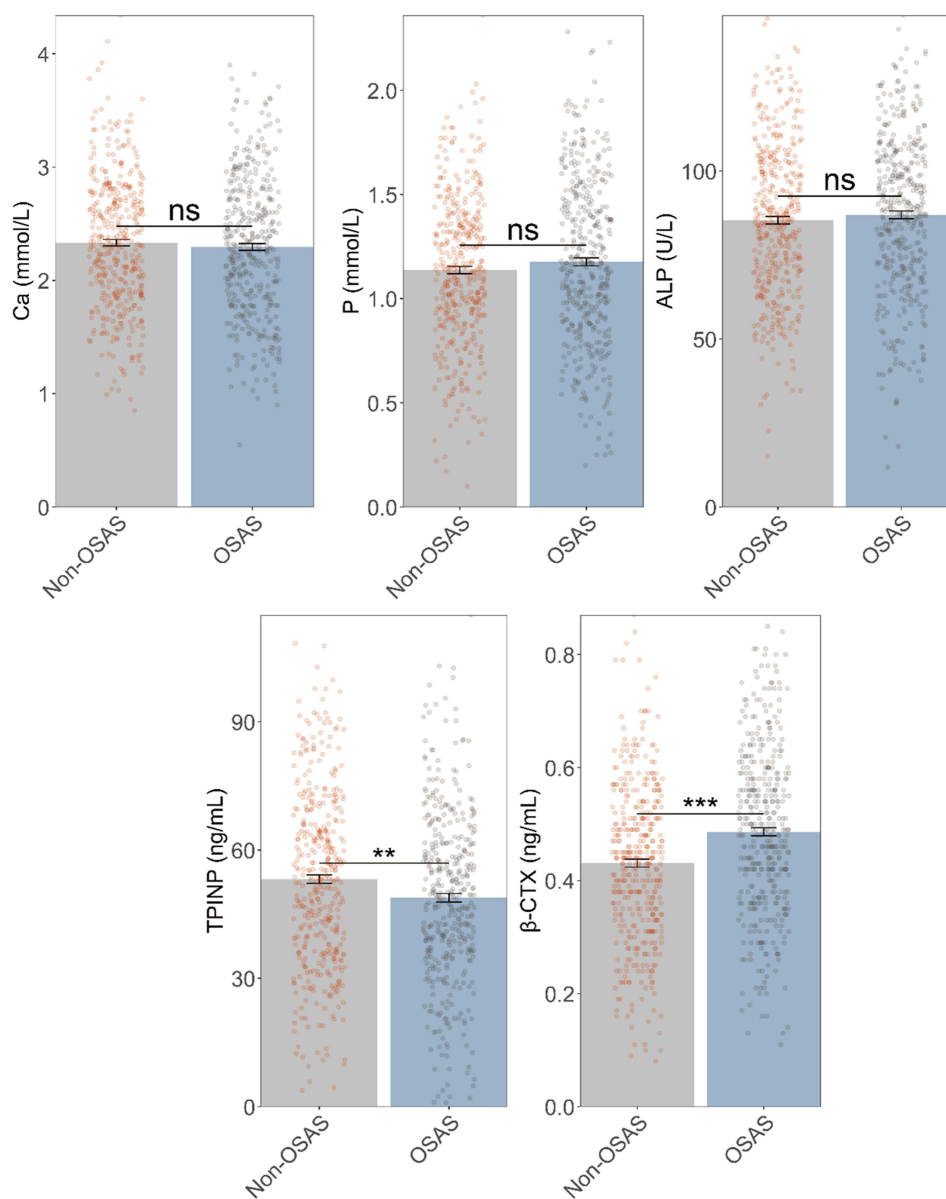 Ca (mmol/L)
4
3
2
1
0
ns
Non-OSAS
OSAS
P (mmol/L)
2.0
1.5
1.0
0.5
0.0
ns
Non-OSAS
OSAS
ALP (U/L)
100
50
0
ns
Non-OSAS
OSAS
TPINP (ng/mL)
90
60
30
0
**
Non-OSAS
OSAS
β-CTX (ng/mL)
0.8
0.6
0.4
0.2
0.0
***
Non-OSAS
OSAS